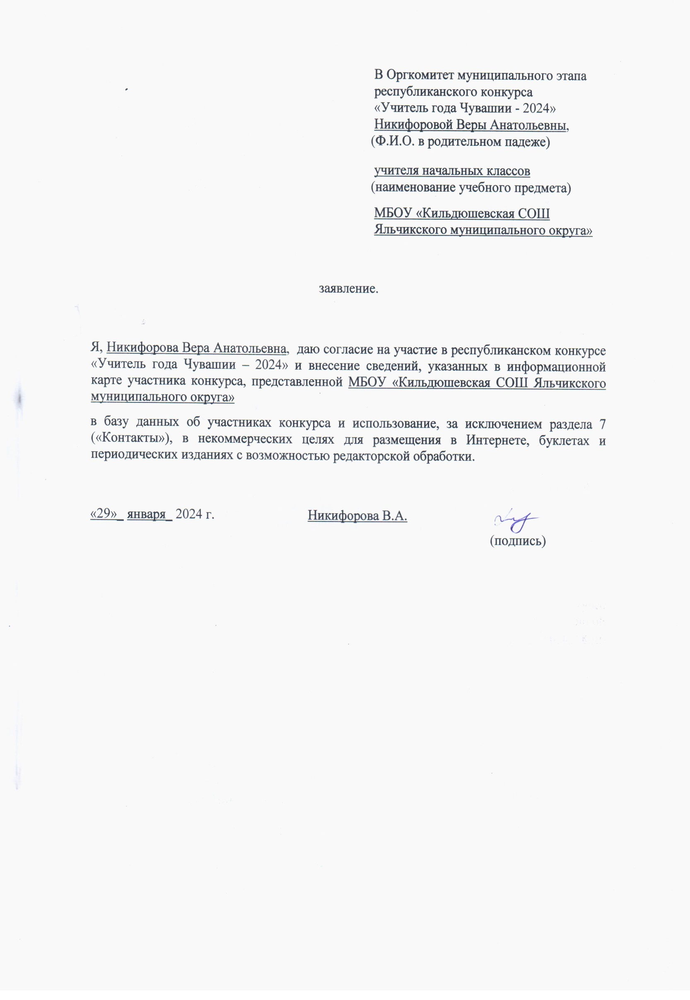 В Оргкомитет муниципального этапа
республиканского конкурса
«Учитель года Чувашии - 2024»
Никифоровой Веры Анатольевны,
(Ф.И.О. в родительном падеже)
учителя начальных классов
(наименование учебного предмета)
МБОУ «Кильдюшевская СОШ
Яльчикского муниципального округа»
заявление.
Я, Никифорова Вера Анатольевна, даю согласие на участие в республиканском конкурсе
«Учитель года Чувашии – 2024» и внесение сведений, указанных в информационной
карте участника конкурса, представленной МБОУ «Кильдюшевская СОШ Яльчикского
муниципального округа»
в базу данных об участниках конкурса и использование, за исключением раздела 7
(«Контакты»), в некоммерческих целях для размещения в Интернете, буклетах и
периодических изданиях с возможностью редакторской обработки.
«29»_ января_ 2024 г. Никифорова В.А.
(подпись)